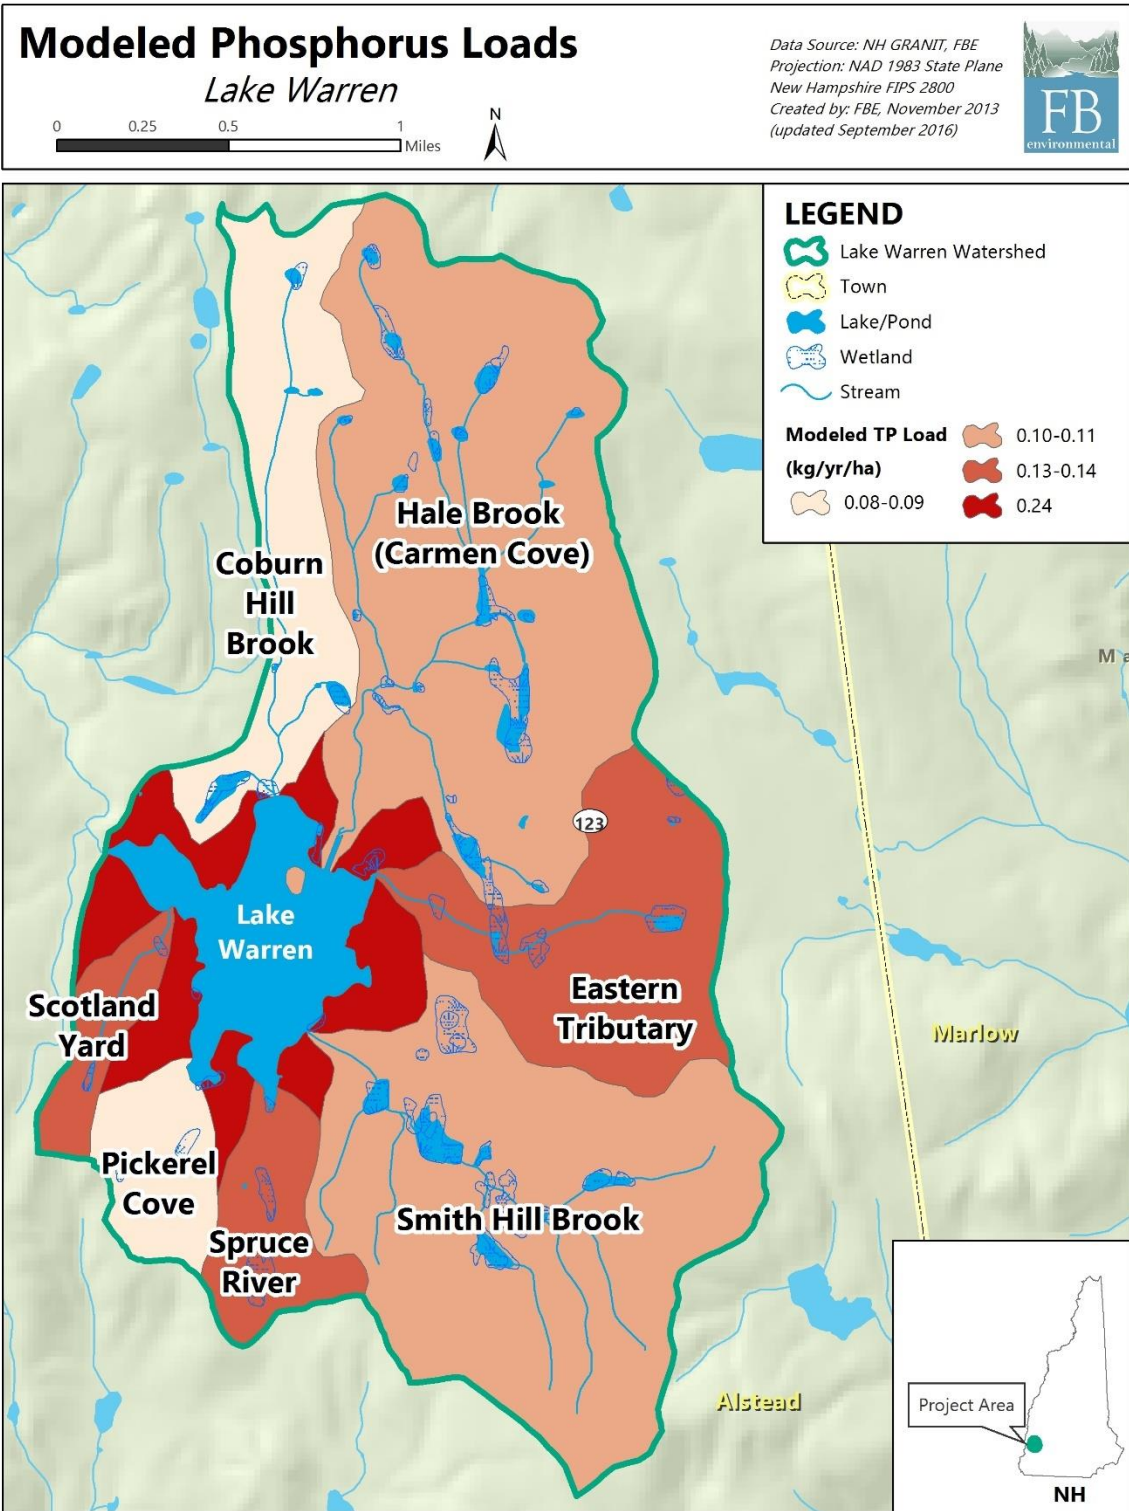 Modeled Phosphorus Loads
Lake Warren
0 0.25 0.5 1
Miles
N
Data Source: NH GRANIT, FBE
Projection: NAD 1983 State Plane
New Hampshire FIPS 2800
Created by: FBE, November 2013
(updated September 2016)
FB
environmental
LEGEND
Lake Warren Watershed
Town
Lake/Pond
Wetland
Stream
Modeled TP Load
(kg/yr/ha)
0.08-0.09
0.10-0.11
0.13-0.14
0.24
Hale Brook
(Carmen Cove)
Coburn
Hill
Brook
M a
123
Lake
Warren
Scotland
Yard
Eastern
Tributary
Marlow
Pickerel
Cove
Smith Hill Brook
Spruce
River
Alstead
Project Area
NH